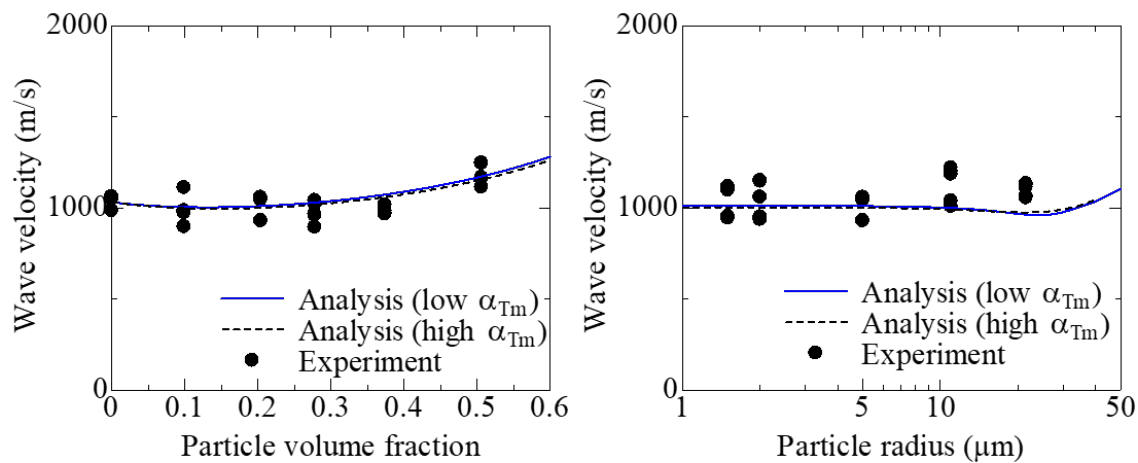 2000
1000
0
Wave velocity (m/s)
Analysis (low αTm)
Analysis (high αTm)
Experiment
0 0.1 0.2 0.3 0.4 0.5 0.6
Particle volume fraction
2000
1000
0
Wave velocity (m/s)
Analysis (low αTm)
Analysis (high αTm)
Experiment
1 5 10 50
Particle radius (μm)